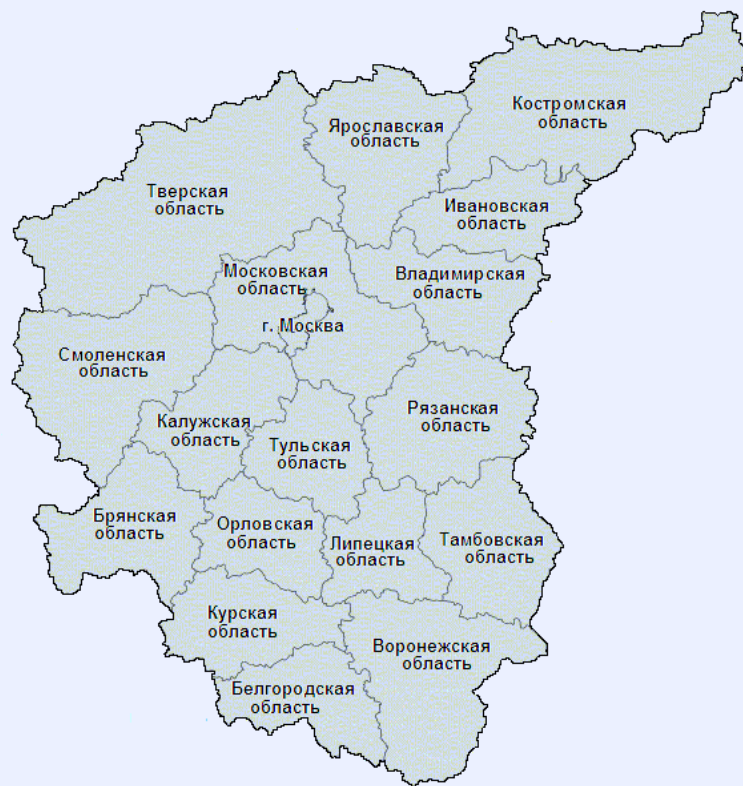 Костромская
область
Ярославская
область
Тверская
область
Ивановская
область
Московская
область
Владимирская
область
г. Москва
Смоленская
область
Калужская
область
Рязанская
область
Тульская
область
Брянская
область
Орловская
область
Липецкая
область
Тамбовская
область
Курская
область
Воронежская
область
Белгородская
область